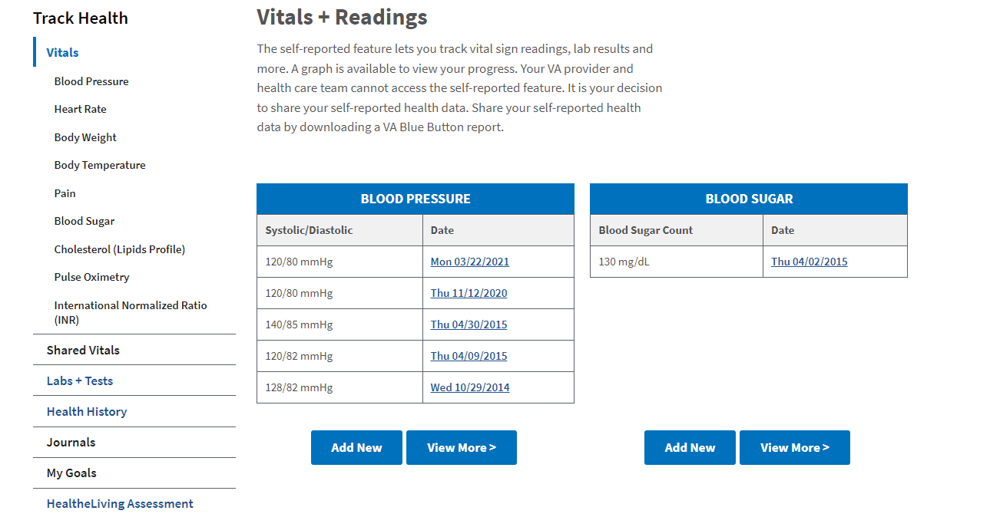 Track Health
Vitals
Blood Pressure
Heart Rate
Body Weight
Body Temperature
Pain
Blood Sugar
Cholesterol (Lipids Profile)
Pulse Oximetry
International Normalized Ratio
(INR)
Shared Vitals
Labs + Tests
Health History
Journals
My Goals
HealtheLiving Assessment
Vitals + Readings
The self-reported feature lets you track vital sign readings, lab results and
more. A graph is available to view your progress. Your VA provider and
health care team cannot access the self-reported feature. It is your decision
to share your self-reported health data. Share your self-reported health
data by downloading a VA Blue Button report.
BLOOD PRESSURE
Systolic/Diastolic Date
120/80 mmHg Mon 03/22/2021
120/80 mmHg Thu 11/12/2020
140/85 mmHg Thu 04/30/2015
120/82 mmHg Thu 04/09/2015
128/82 mmHg Wed 10/29/2014
Add New View More >
BLOOD SUGAR
Blood Sugar Count Date
130 mg/dL Thu 04/02/2015
Add New View More >